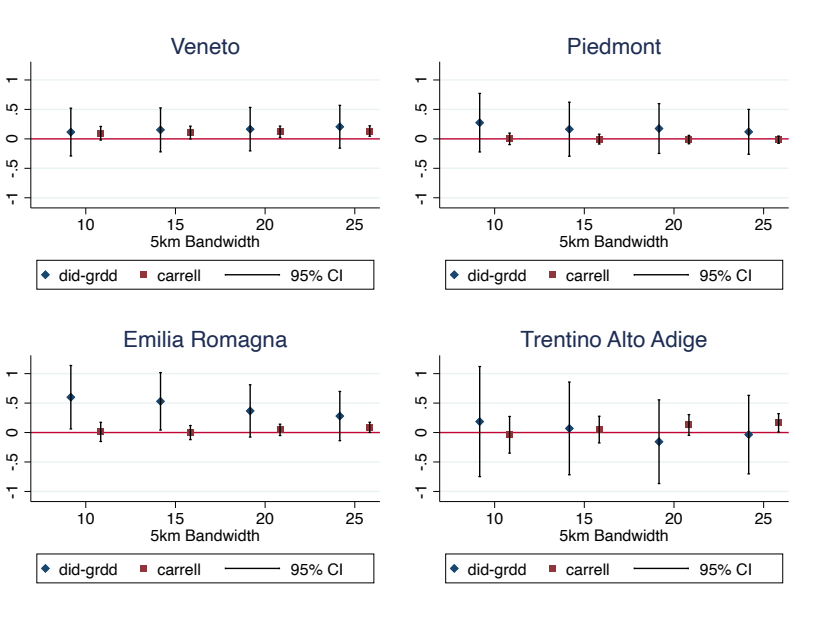 Veneto
1
.5
0
-.5
-1
10 15 20 25
5km Bandwidth
did-grdd carrell 95% CI
Piedmont
1
.5
0
-.5
-1
10 15 20 25
5km Bandwidth
did-grdd carrell 95% CI
Emilia Romagna
1
.5
0
-.5
-1
10 15 20 25
5km Bandwidth
did-grdd carrell 95% CI
Trentino Alto Adige
1
.5
0
-.5
-1
10 15 20 25
5km Bandwidth
did-grdd carrell 95% CI